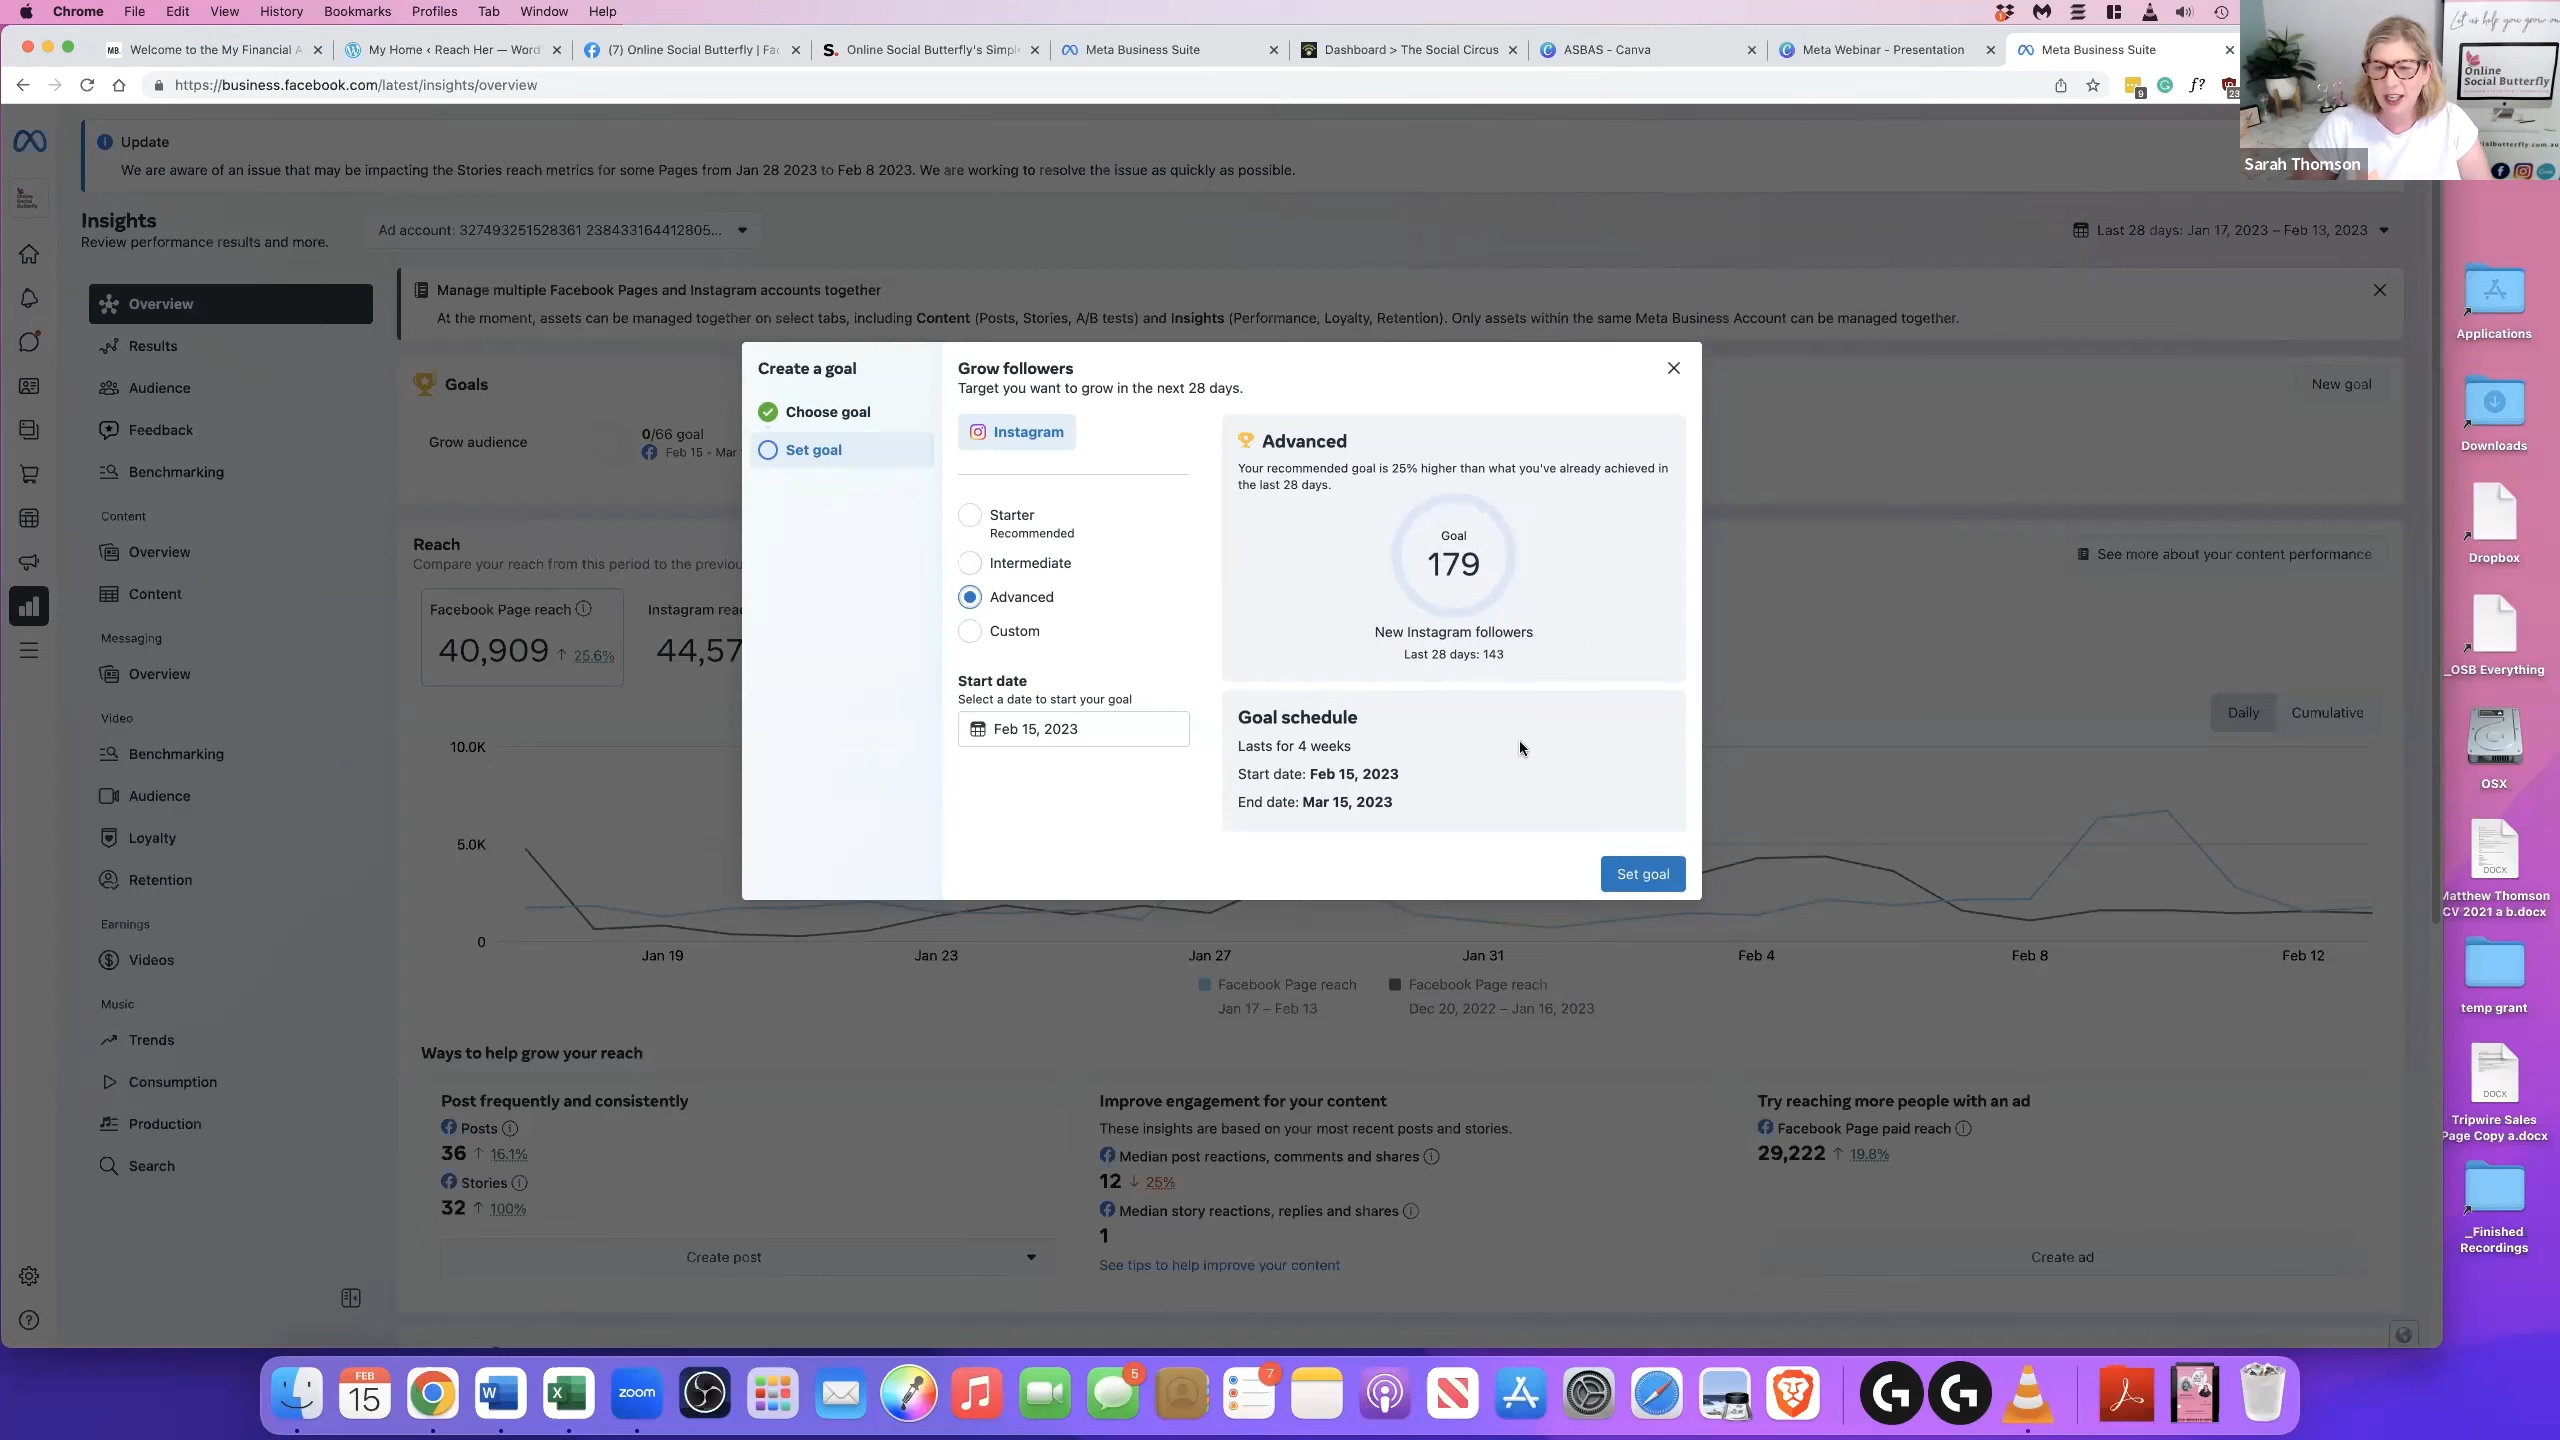 Chrome File Edit View History Bookmarks Profiles Tab Window Help
Welcome to the My Financial A
My Home ‹ Reach Her — Word
(7) Online Social Butterfly | Fac
Online Social Butterfly's Simpl
Meta Business Suite
Dashboard > The Social Circus
ASBAS - Canva
Meta Webinar - Presentation
Meta Business Suite
https://business.facebook.com/latest/insights/overview
f?
9
23
Online
Social Butterfly
Sarah Thomson
Update
We are aware of an issue that may be impacting the Stories reach metrics for some Pages from Jan 28 2023 to Feb 8 2023. We are working to resolve the issue as quickly as possible.
Insights
Review performance results and more.
Ad account: 327493251528361 238433164412805...
Last 28 days: Jan 17, 2023 – Feb 13, 2023
Overview
Results
Audience
Feedback
Benchmarking
Content
Overview
Content
Messaging
Overview
Video
Benchmarking
Audience
Loyalty
Retention
Earnings
Videos
Music
Trends
Consumption
Production
Search
Manage multiple Facebook Pages and Instagram accounts together
At the moment, assets can be managed together on select tabs, including Content (Posts, Stories, A/B tests) and Insights (Performance, Loyalty, Retention). Only assets within the same Meta Business Account can be managed together.
Goals
New goal
Grow audience
0/66 goal
Feb 15 - Mar
Reach
Compare your reach from this period to the previou
See more about your content performance
Facebook Page reach
40,909 ↑ 25.6%
Instagram reac
44,57
Daily
Cumulative
Create a goal
Choose goal
Set goal
Grow followers
Target you want to grow in the next 28 days.
Instagram
Starter
Recommended
Intermediate
Advanced
Custom
Start date
Select a date to start your goal
Feb 15, 2023
Advanced
Your recommended goal is 25% higher than what you've already achieved in
the last 28 days.
Goal
179
New Instagram followers
Last 28 days: 143
Goal schedule
Lasts for 4 weeks
Start date: Feb 15, 2023
End date: Mar 15, 2023
Set goal
10.0K
5.0K
0
Jan 19
Jan 23
Jan 27
Jan 31
Feb 4
Feb 8
Feb 12
Facebook Page reach
Jan 17 – Feb 13
Facebook Page reach
Dec 20, 2022 – Jan 16, 2023
Ways to help grow your reach
Post frequently and consistently
Posts
36 ↑ 16.1%
Stories
32 ↑ 100%
Create post
Improve engagement for your content
These insights are based on your most recent posts and stories.
Median post reactions, comments and shares
12 ↓ 25%
Median story reactions, replies and shares
1
See tips to help improve your content
Try reaching more people with an ad
Facebook Page paid reach
29,222 ↑ 19.8%
Create ad
Applications
Downloads
Dropbox
_OSB Everything
OSX
DOCX
Matthew Thomson
CV 2021 a b.docx
temp grant
DOCX
Tripwire Sales
Page Copy a.docx
_Finished
Recordings
FEB
15
W
X
zoom
5
7